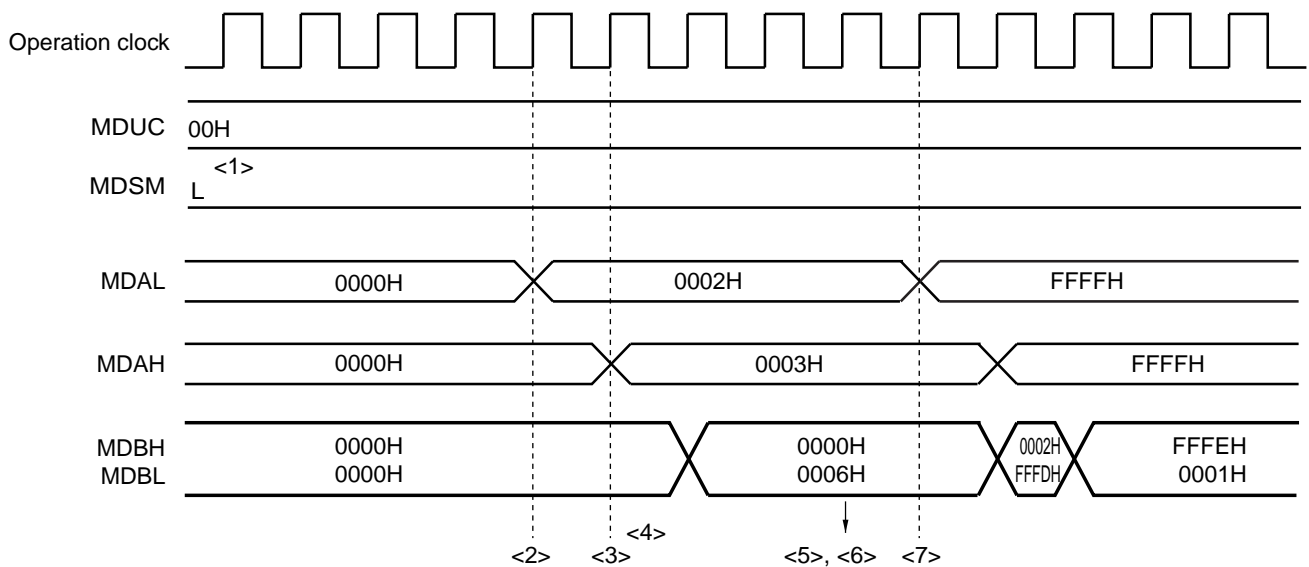 Operation clock
MDUC 00H
<1>
MDSM L
MDAL 0000H 0002H FFFFH
MDAH 0000H 0003H FFFFH
MDBH 0000H 0000H 0002H FFFEH
MDBL 0000H 0006H FFFDH 0001H
<4>
<2> <3> <5>, <6> <7>